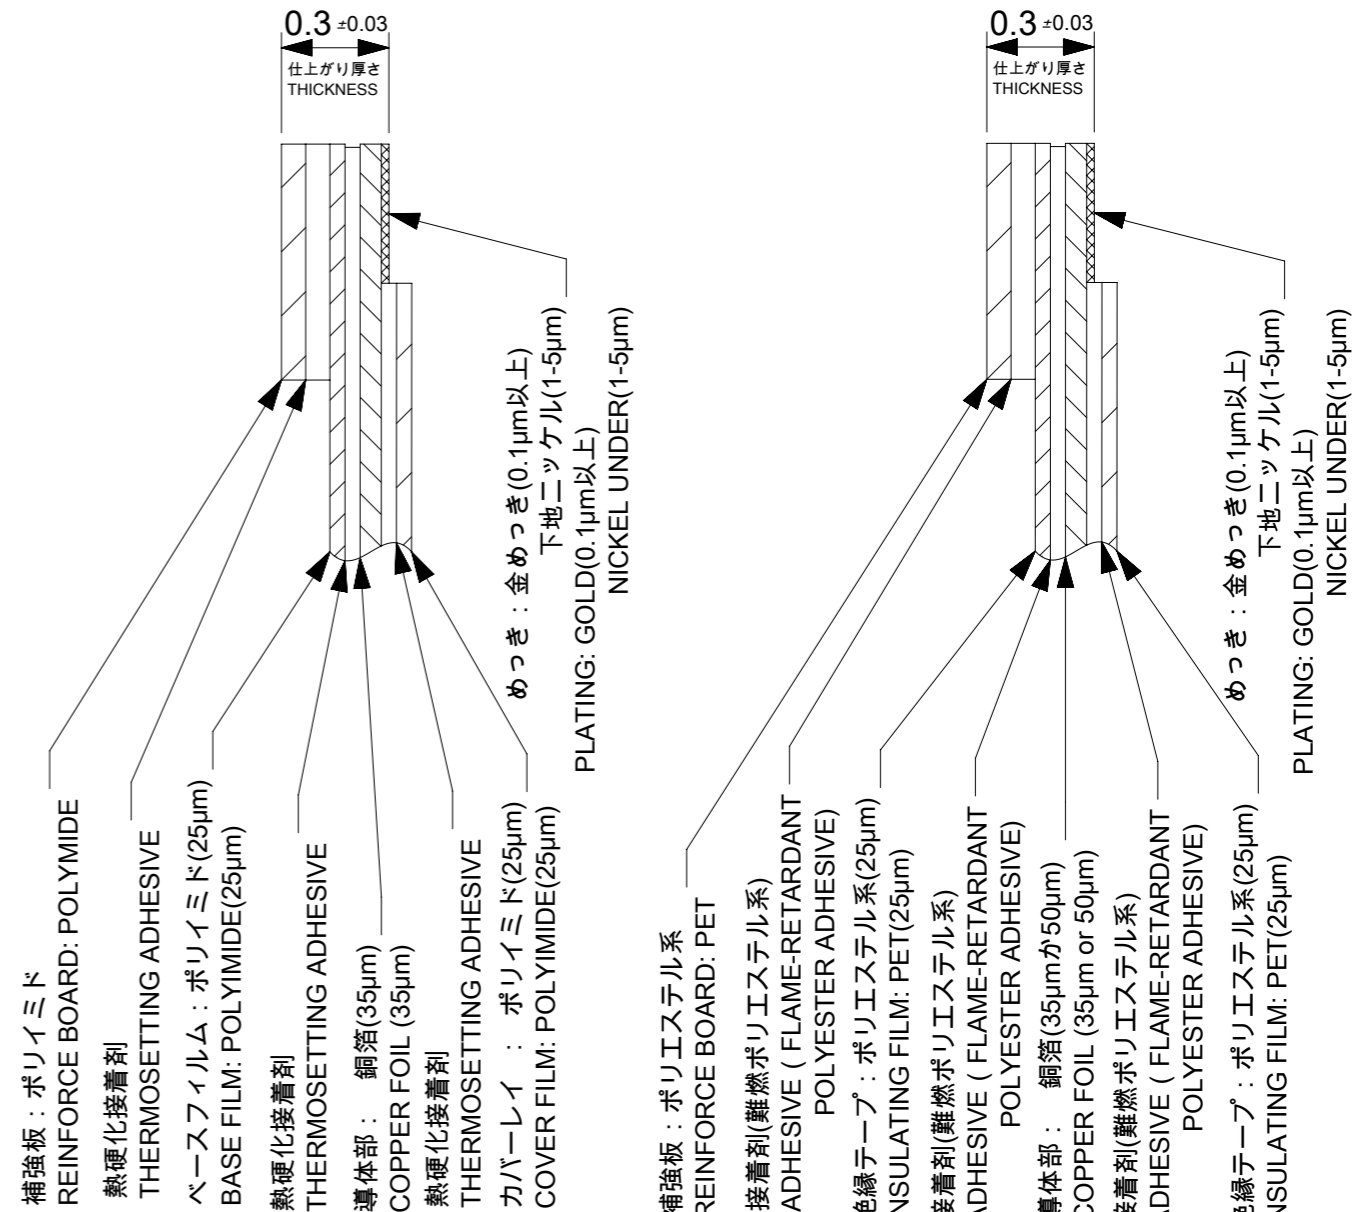 0.3 ±0.03
仕上がり厚さ
THICKNESS
めっき：金めっき(0.1µm以上)
下地ニッケル(1-5µm)
PLATING: GOLD(0.1µm以上)
NICKEL UNDER(1-5µm)
補強板：ポリイミド
REINFORCE BOARD: POLYMIDE
熱硬化接着剤
THERMOSETTING ADHESIVE
ベースフィルム：ポリイミド(25µm)
BASE FILM: POLYIMIDE(25µm)
熱硬化接着剤
THERMOSETTING ADHESIVE
導体部： 銅箔(35µm)
COPPER FOIL (35µm)
熱硬化接着剤
THERMOSETTING ADHESIVE
カバーレイ ： ポリイミド(25µm)
COVER FILM: POLYIMIDE(25µm)
0.3 ±0.03
仕上がり厚さ
THICKNESS
めっき：金めっき(0.1µm以上)
下地ニッケル(1-5µm)
PLATING: GOLD(0.1µm以上)
NICKEL UNDER(1-5µm)
補強板：ポリエステル系
REINFORCE BOARD: PET
接着剤(難燃ポリエステル系)
ADHESIVE ( FLAME-RETARDANT
POLYESTER ADHESIVE)
絶縁テープ：ポリエステル系(25µm)
NSULATING FILM: PET(25µm)
接着剤(難燃ポリエステル系)
ADHESIVE ( FLAME-RETARDANT
POLYESTER ADHESIVE)
導体部： 銅箔(35µmか50µm)
COPPER FOIL (35µm or 50µm)
接着剤(難燃ポリエステル系)
ADHESIVE ( FLAME-RETARDANT
POLYESTER ADHESIVE)
絶縁テープ：ポリエステル系(25µm)
NSULATING FILM: PET(25µm)